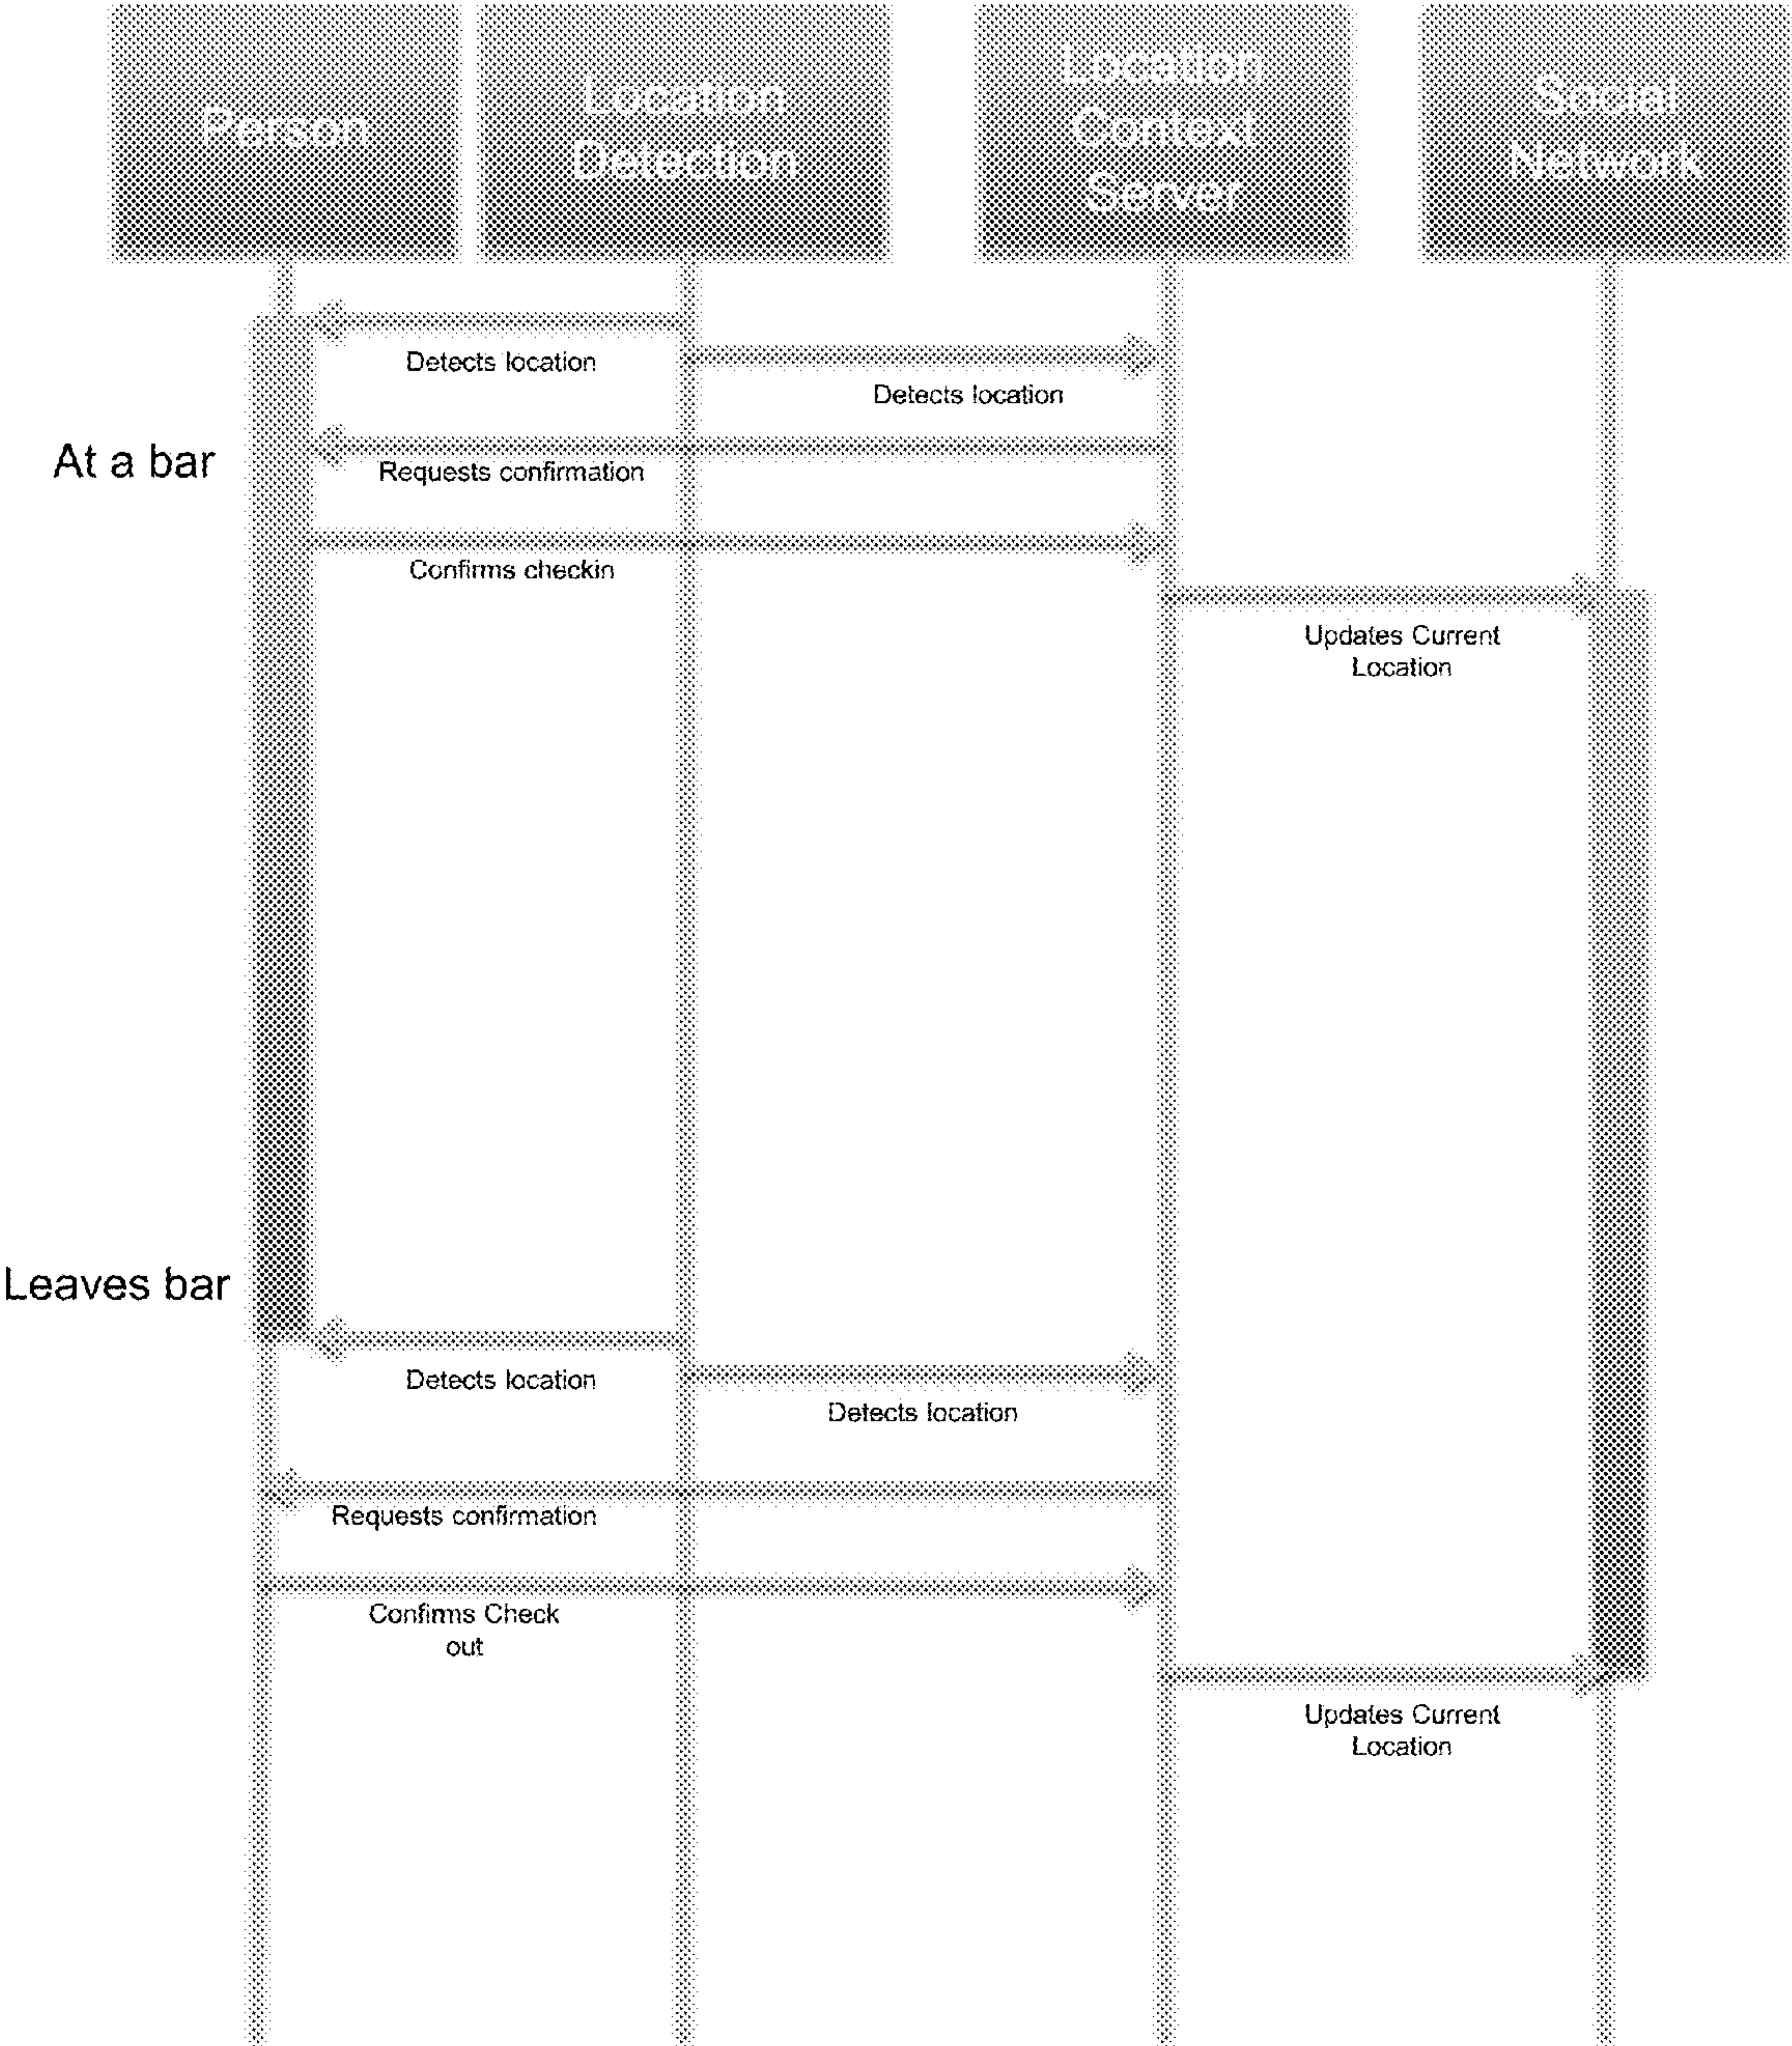 Person
Location
Detection
Location
Context
Server
Social
Network
Detects location
Detects location
At a bar
Requests confirmation
Confirms checkin
Updates Current
Location
Leaves bar
Detects location
Detects location
Requests confirmation
Confirms Check
out
Updates Current
Location